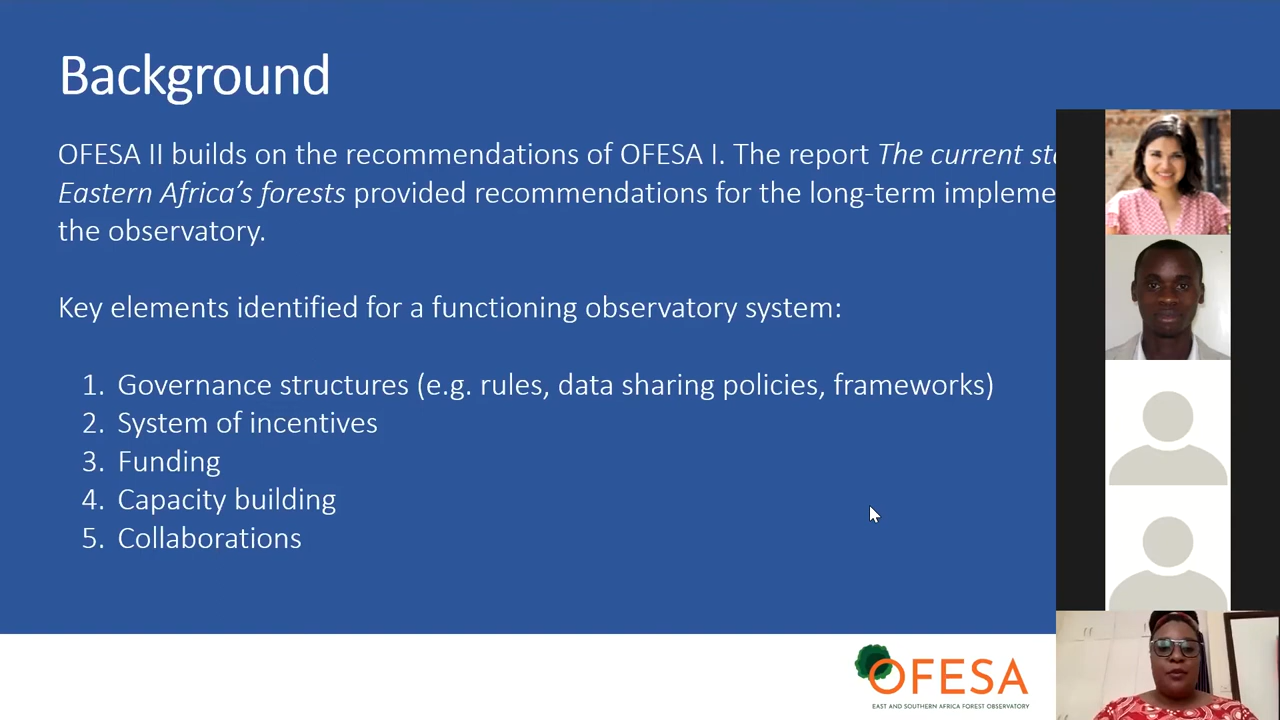 Background
OFESA II builds on the recommendations of OFESA I. The report The current
Eastern Africa's forests provided recommendations for the long-term
the observatory.
Key elements identified for a functioning observatory system:
1. Governance structures (e.g. rules, data sharing policies, frameworks)
2. System of incentives
3. Funding
4. Capacity building
5. Collaborations
OFESA
EAST AND SOUTHERN AFRICA FOREST OBSERVATORY